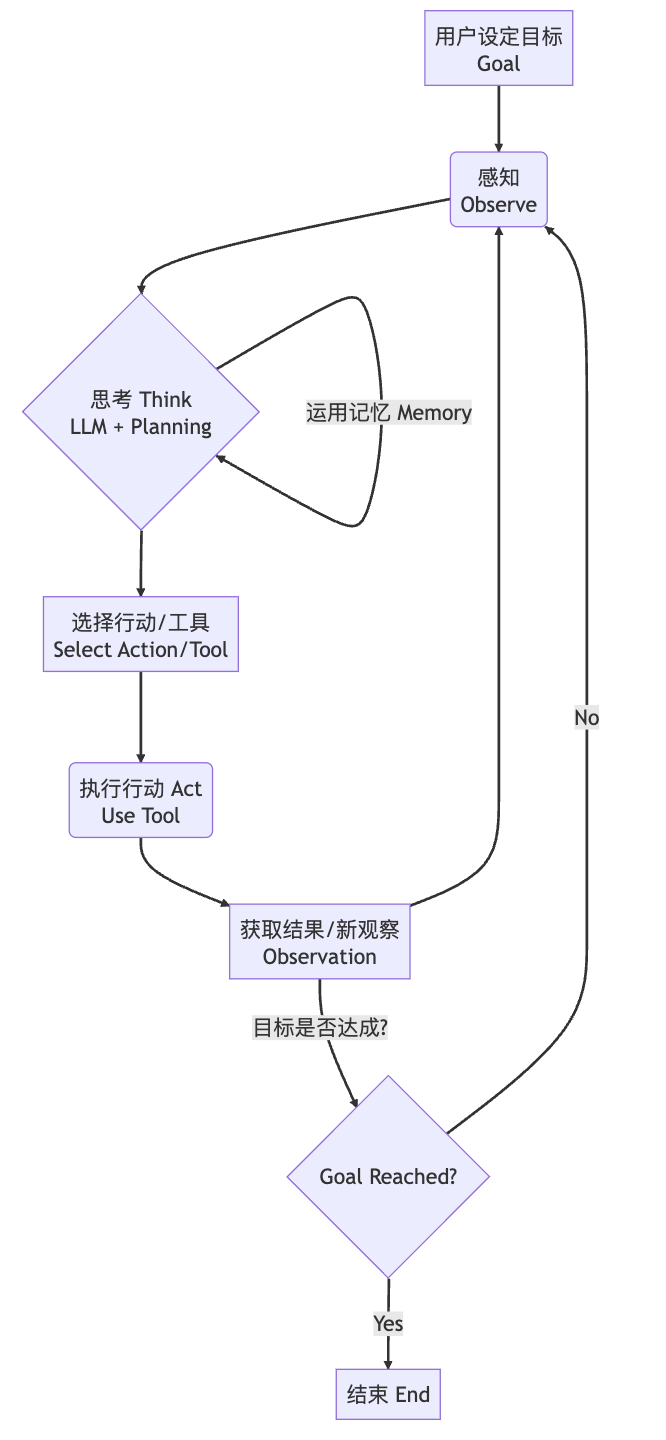 用户设定目标
Goal
感知
Observe
思考 Think
LLM + Planning
运用记忆 Memory
选择行动/工具
Select Action/Tool
No
执行行动 Act
Use Tool
获取结果/新观察
Observation
目标是否达成?
Goal Reached?
Yes
结束 End